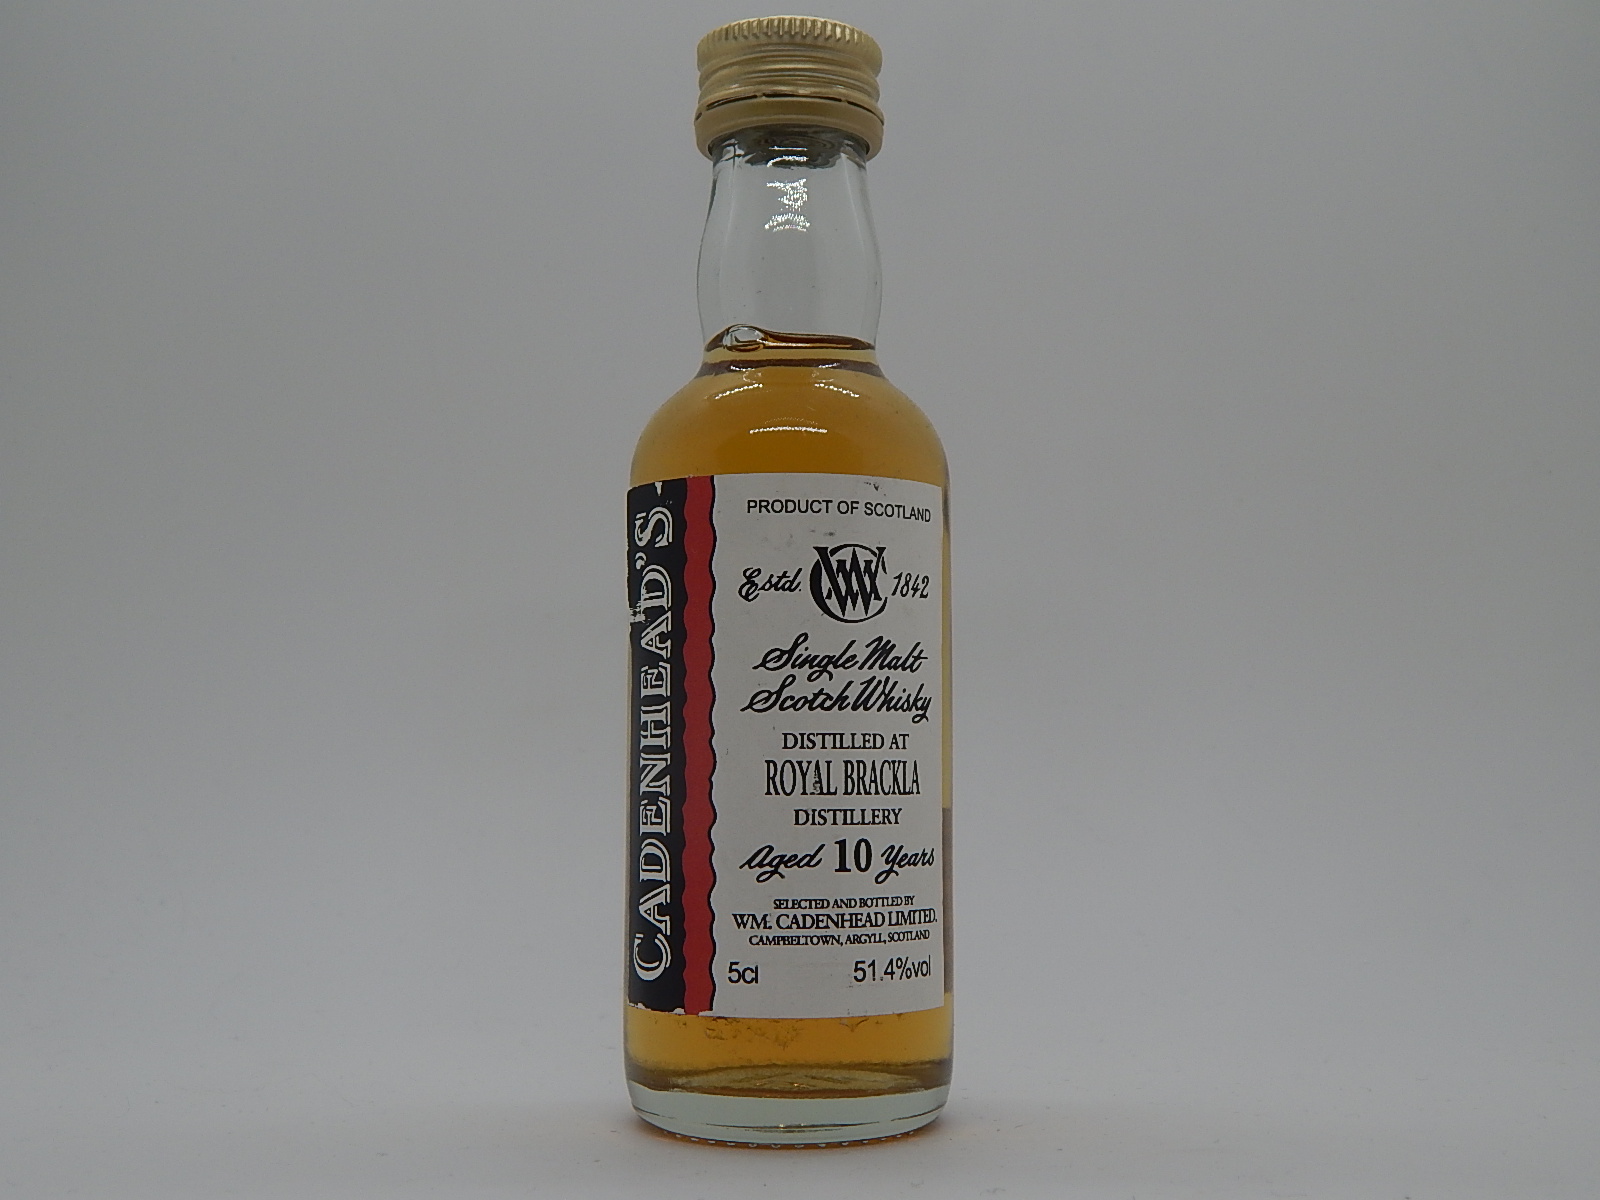 CADENHEAD'S
PRODUCT OF SCOTLAND
Estd. WC 1842
Single Malt
Scotch Whisky
DISTILLED AT
ROYAL BRACKLA
DISTILLERY
Aged 10 Years
SELECTED AND BOTTLED BY
WM. CADENHEAD LIMITED.
CAMPBELTOWN, ARGYLL, SCOTLAND
5cl 51.4%vol